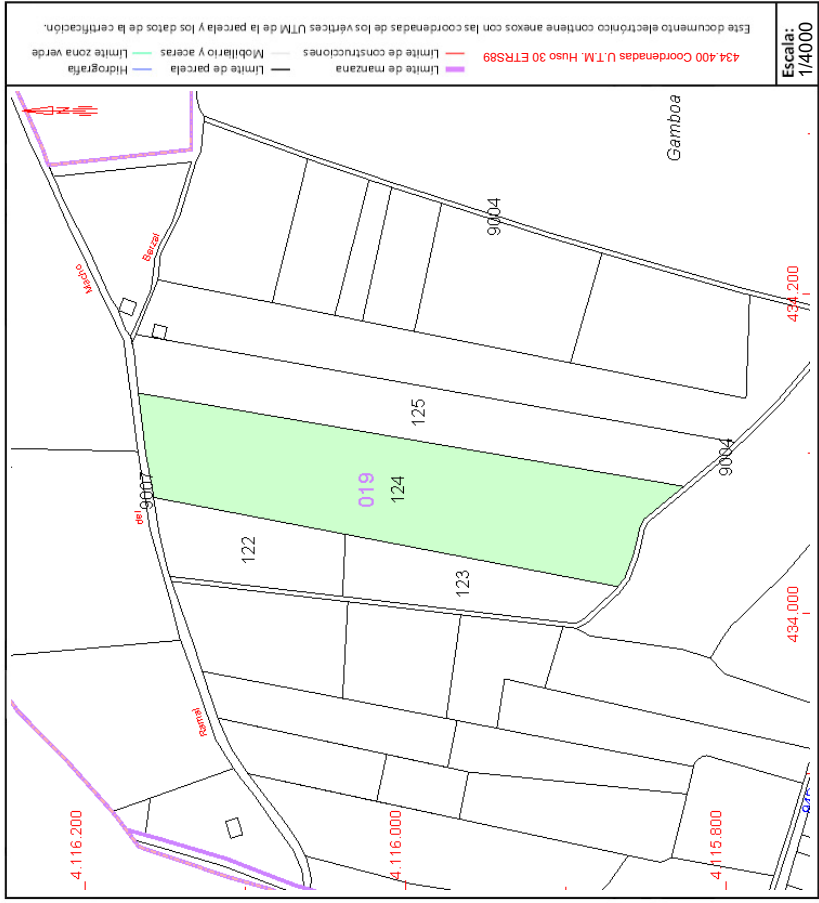 Este documento electrónico contiene anexos con las coordenadas de los vértices UTM de la parcela y los datos de la certificación.
434.400 Coordenadas U.T.M. Huso 30 ETRS89
Límite de manzana
Límite de construcciones
Límite de parcela
Mobiliario y aceras
Hidrografía
Límite zona verde
Escala:
1/4000
Gamboa
Macho
Barzal
9004
434.200
125
9007
Tap
019
124
122
123
9004
434.000
Ramal
4.116.200
4.116.000
4.115.800